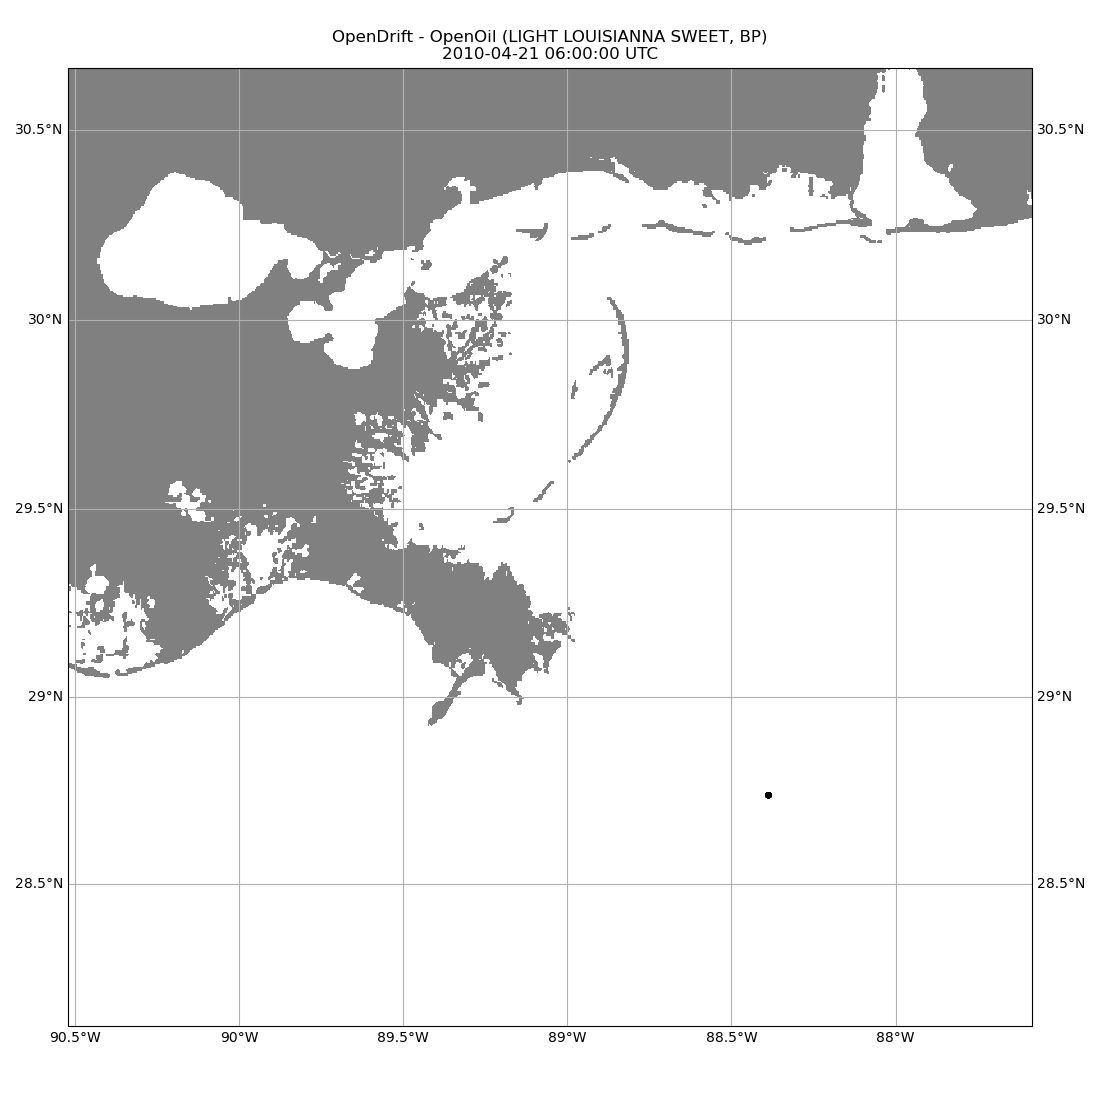 OpenDrift - OpenOil (LIGHT LOUISIANNA SWEET, BP)
2010-04-21 06:00:00 UTC
30.5°N 30.5°N
30°N 30°N
29.5°N 29.5°N
29°N 29°N
28.5°N 28.5°N
90.5°W 90°W 89.5°W 89°W 88.5°W 88°W